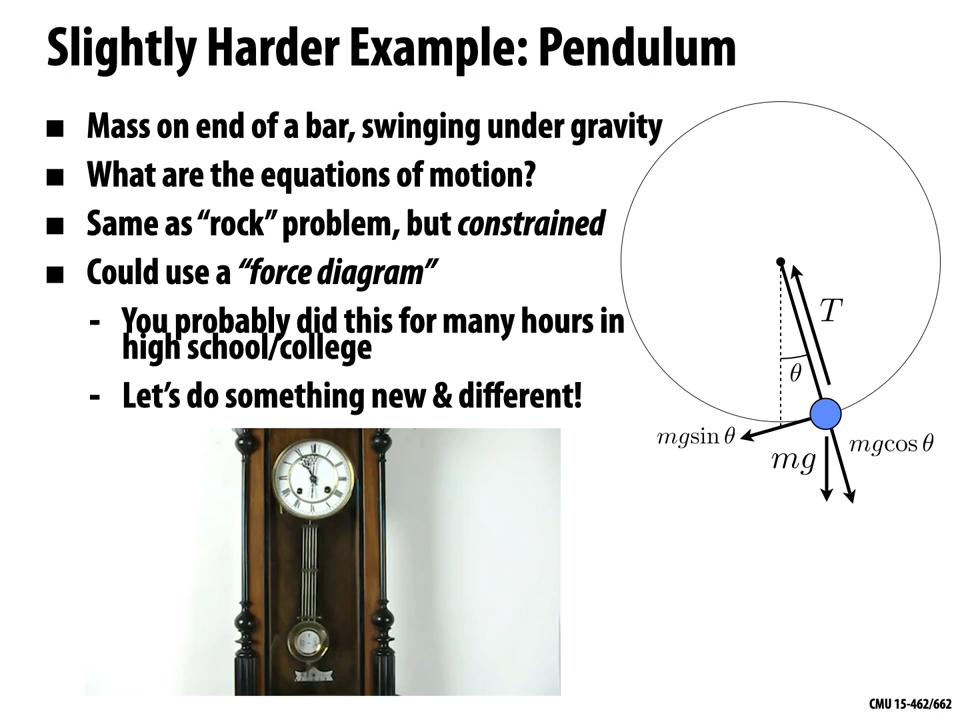 Slightly Harder Example: Pendulum
■ Mass on end of a bar, swinging under gravity
■ What are the equations of motion?
■ Same as “rock” problem, but constrained
■ Could use a “force diagram”
- You probably did this for many hours in
high school/college
- Let’s do something new & different!
T
θ
mg sin θ
mg
mg cos θ
CMU 15-462/662